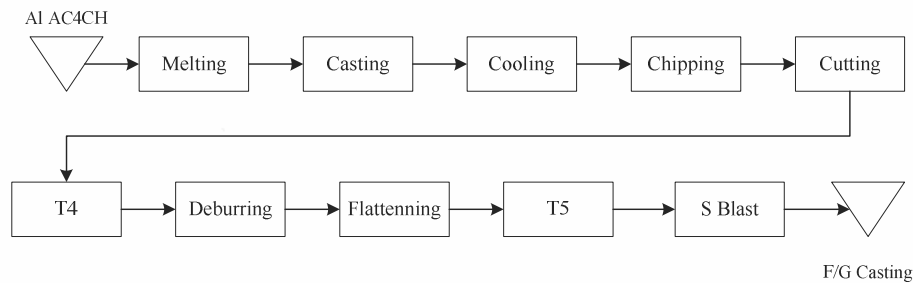 Al AC4CH
Melting
Casting
Cooling
Chipping
Cutting
T4
Deburring
Flattenning
T5
S Blast
F/G Casting